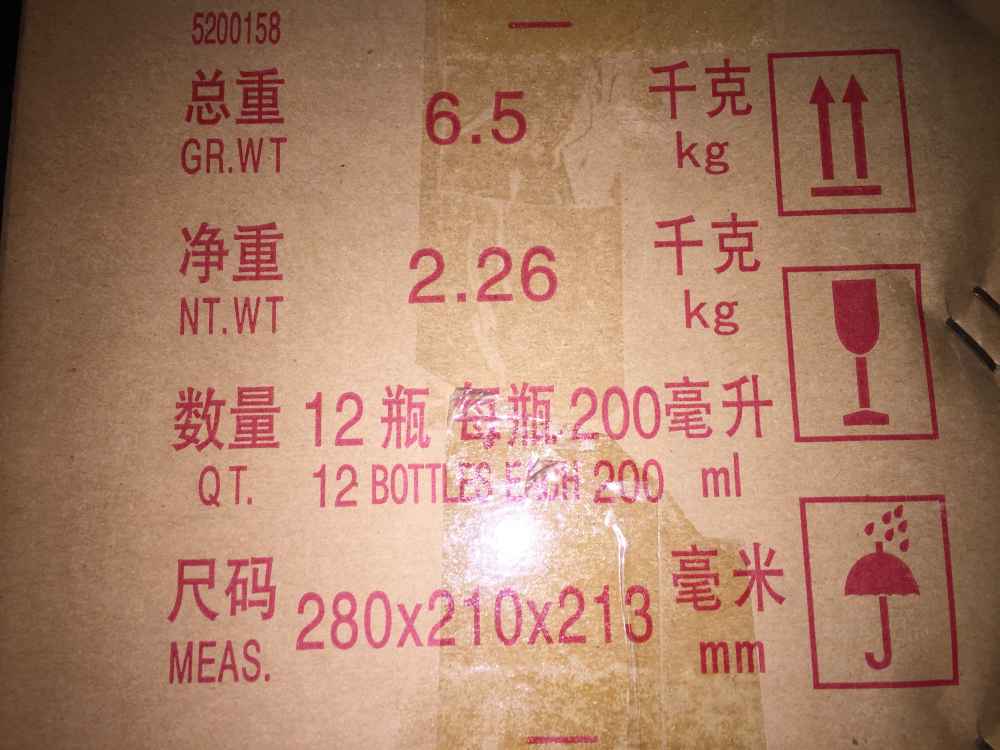 5200158
总重 6.5 千克
GR.WT kg
净重 2.26 千克
NT.WT kg
数量 12瓶 每瓶 200毫升
QT. 12 BOTTLES EACH 200 ml
尺码 280x210x213 毫米
MEAS. mm